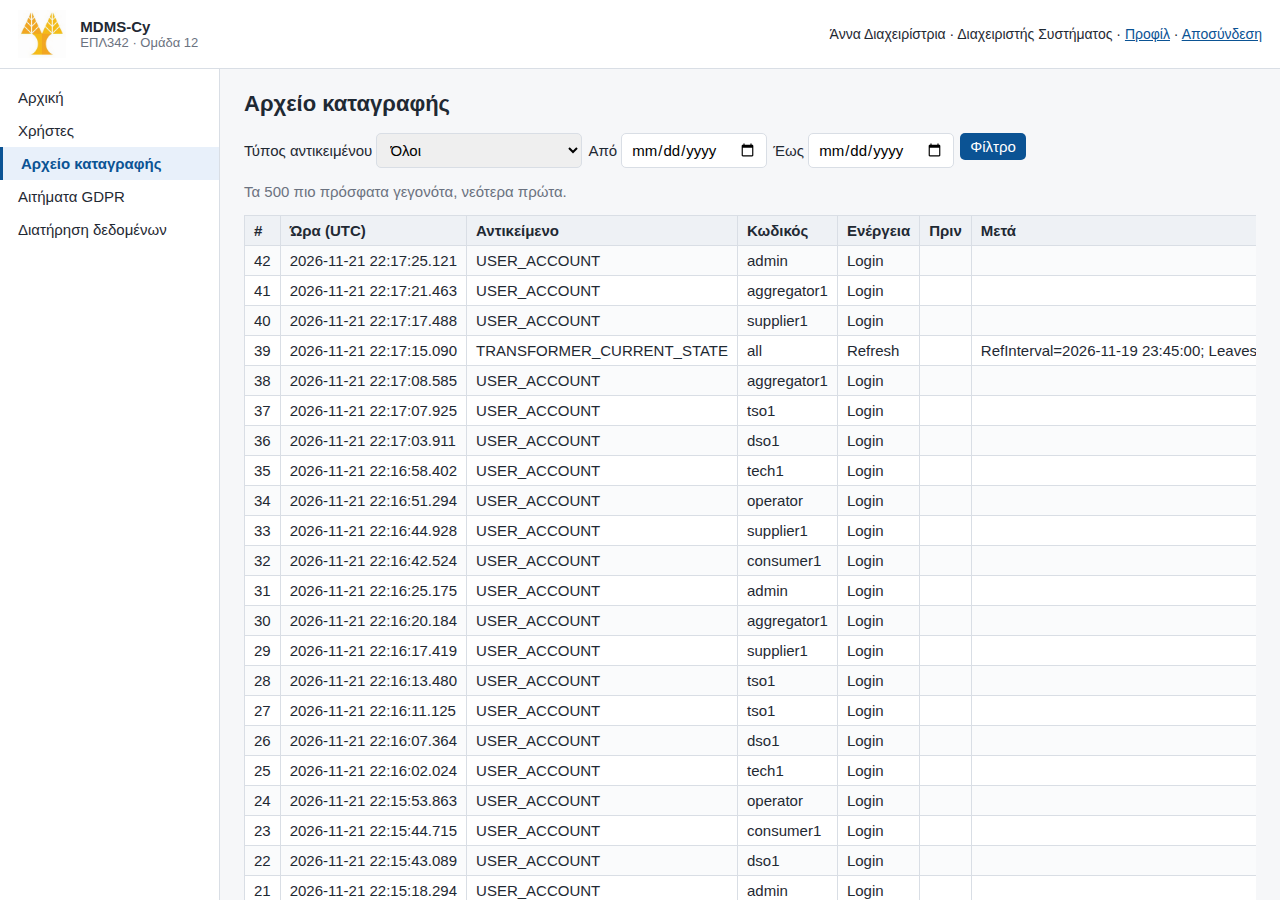 MDMS-Cy
ΕΠΛ342 · Ομάδα 12
Άννα Διαχειρίστρια · Διαχειριστής Συστήματος · Προφίλ · Αποσύνδεση
Αρχική
Χρήστες
Αρχείο καταγραφής
Αιτήματα GDPR
Διατήρηση δεδομένων
Αρχείο καταγραφής
Τύπος αντικειμένου Όλοι Από mm/dd/yyyy Έως mm/dd/yyyy Φίλτρο
Τα 500 πιο πρόσφατα γεγονότα, νεότερα πρώτα.
# Ώρα (UTC) Αντικείμενο Κωδικός Ενέργεια Πριν Μετά
42 2026-11-21 22:17:25.121 USER_ACCOUNT admin Login
41 2026-11-21 22:17:21.463 USER_ACCOUNT aggregator1 Login
40 2026-11-21 22:17:17.488 USER_ACCOUNT supplier1 Login
39 2026-11-21 22:17:15.090 TRANSFORMER_CURRENT_STATE all Refresh RefInterval=2026-11-19 23:45:00; Leaves
38 2026-11-21 22:17:08.585 USER_ACCOUNT aggregator1 Login
37 2026-11-21 22:17:07.925 USER_ACCOUNT tso1 Login
36 2026-11-21 22:17:03.911 USER_ACCOUNT dso1 Login
35 2026-11-21 22:16:58.402 USER_ACCOUNT tech1 Login
34 2026-11-21 22:16:51.294 USER_ACCOUNT operator Login
33 2026-11-21 22:16:44.928 USER_ACCOUNT supplier1 Login
32 2026-11-21 22:16:42.524 USER_ACCOUNT consumer1 Login
31 2026-11-21 22:16:25.175 USER_ACCOUNT admin Login
30 2026-11-21 22:16:20.184 USER_ACCOUNT aggregator1 Login
29 2026-11-21 22:16:17.419 USER_ACCOUNT supplier1 Login
28 2026-11-21 22:16:13.480 USER_ACCOUNT tso1 Login
27 2026-11-21 22:16:11.125 USER_ACCOUNT tso1 Login
26 2026-11-21 22:16:07.364 USER_ACCOUNT dso1 Login
25 2026-11-21 22:16:02.024 USER_ACCOUNT tech1 Login
24 2026-11-21 22:15:53.863 USER_ACCOUNT operator Login
23 2026-11-21 22:15:44.715 USER_ACCOUNT consumer1 Login
22 2026-11-21 22:15:43.089 USER_ACCOUNT dso1 Login
21 2026-11-21 22:15:18.294 USER_ACCOUNT admin Login